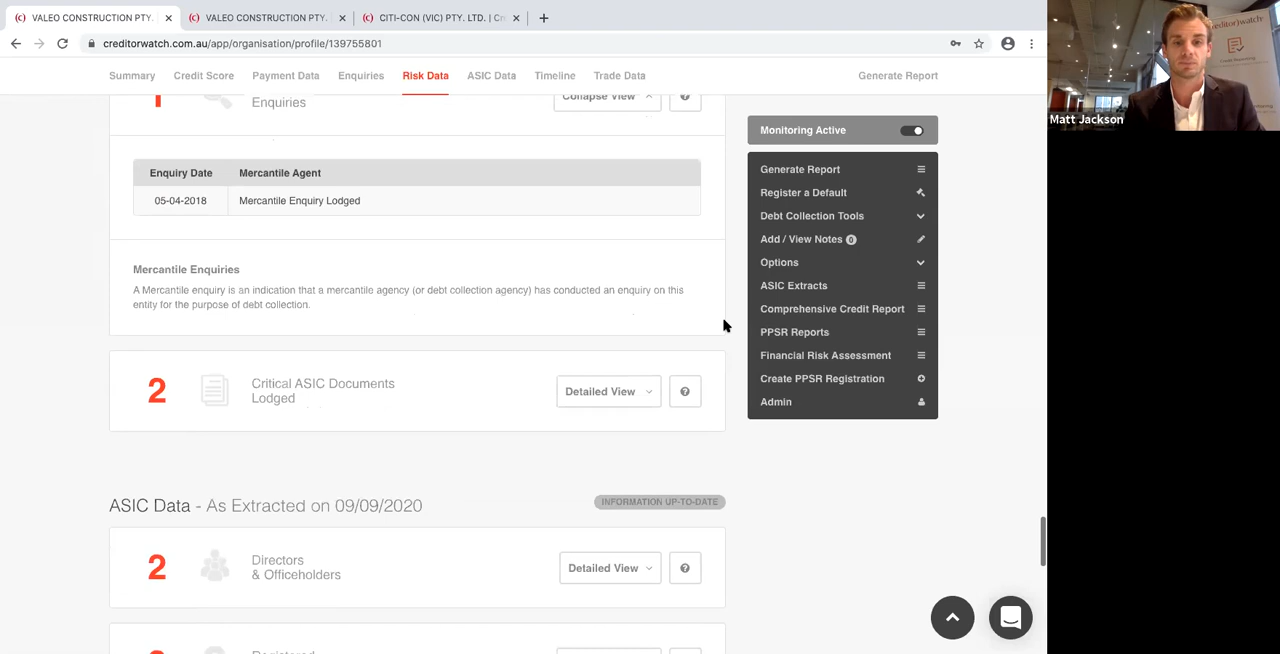 VALEO CONSTRUCTION PTY.
VALEO CONSTRUCTION PTY.
CITI-CON (VIC) PTY. LTD. | Cr
creditorwatch.com.au/app/organisation/profile/139755801
Summary
Credit Score
Payment Data
Enquiries
Risk Data
ASIC Data
Timeline
Trade Data
Generate Report
1
Enquiries
Collapse View
Enquiry Date Mercantile Agent
05-04-2018 Mercantile Enquiry Lodged
Mercantile Enquiries
A Mercantile enquiry is an indication that a mercantile agency (or debt collection agency) has conducted an enquiry on this
entity for the purpose of debt collection.
2
Critical ASIC Documents
Lodged
Detailed View
ASIC Data - As Extracted on 09/09/2020
INFORMATION UP-TO-DATE
2
Directors
& Officeholders
Detailed View
Registered
Monitoring Active
Generate Report
Register a Default
Debt Collection Tools
Add / View Notes 0
Options
ASIC Extracts
Comprehensive Credit Report
PPSR Reports
Financial Risk Assessment
Create PPSR Registration
Admin
Matt Jackson
creditorwatch